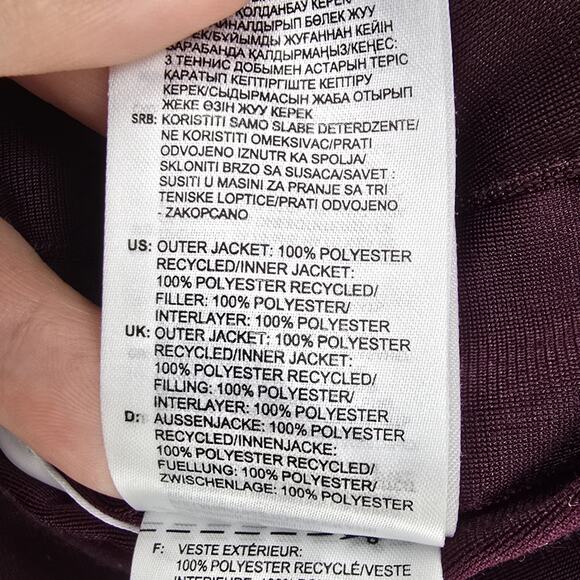 ҚОЛДАНБАУ КЕРЕК
АЙНАЛДЫРЫП БӨЛЕК ЖУУ
КЕРЕК/БҰЙЫМДЫ ЖУҒАННАН КЕЙІН
БАРАБАНДА ҚАЛДЫРМАҢЫЗ/КЕҢЕС:
3 ТЕННИС ДОБЫМЕН АСТАРЫН ТЕРІС
ҚАРАТЫП КЕПТІРГІШТЕ КЕПТІРУ
КЕРЕК/СЫДЫРМАСЫН ЖАБА ОТЫРЫП
ЖЕКЕ ӨЗІН ЖУУ КЕРЕК
SRB: KORISTITI SAMO SLABE DETERDZENTE/
NE KORISTITI OMEKSIVAC/PRATI
ODVOJENO IZNUTR KA SPOLJA/
SKLONITI BRZO SA SUSACA/SAVET :
SUSITI U MASINI ZA PRANJE SA TRI
TENISKE LOPTICE/PRATI ODVOJENO
- ZAKOPCANO
US: OUTER JACKET: 100% POLYESTER
RECYCLED/INNER JACKET:
100% POLYESTER RECYCLED/
FILLER: 100% POLYESTER/
INTERLAYER: 100% POLYESTER
UK: OUTER JACKET: 100% POLYESTER
RECYCLED/INNER JACKET:
100% POLYESTER RECYCLED/
FILLING: 100% POLYESTER/
INTERLAYER: 100% POLYESTER
D: AUSSENJACKE: 100% POLYESTER
RECYCLED/INNENJACKE:
100% POLYESTER RECYCLED/
FUELLUNG: 100% POLYESTER/
ZWISCHENLAGE: 100% POLYESTER
F: VESTE EXTÉRIEUR:
100% POLYESTER RECYCLÉ/VESTE
INTERIEURE: 100%